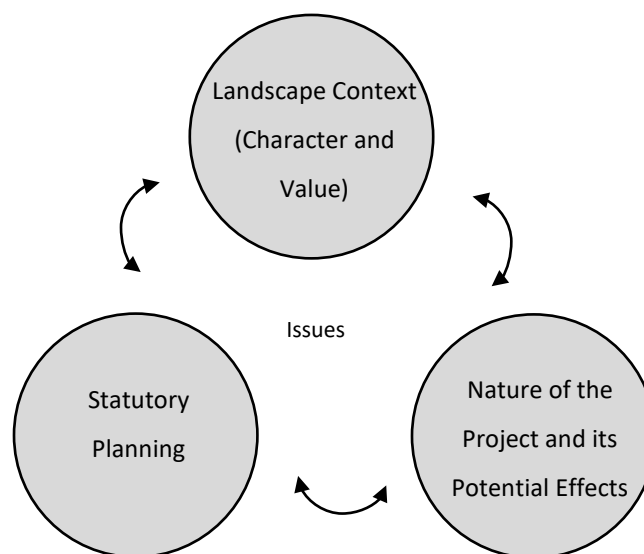 Landscape Context
(Character and
Value)
Issues
Statutory
Planning
Nature of the
Project and its
Potential Effects